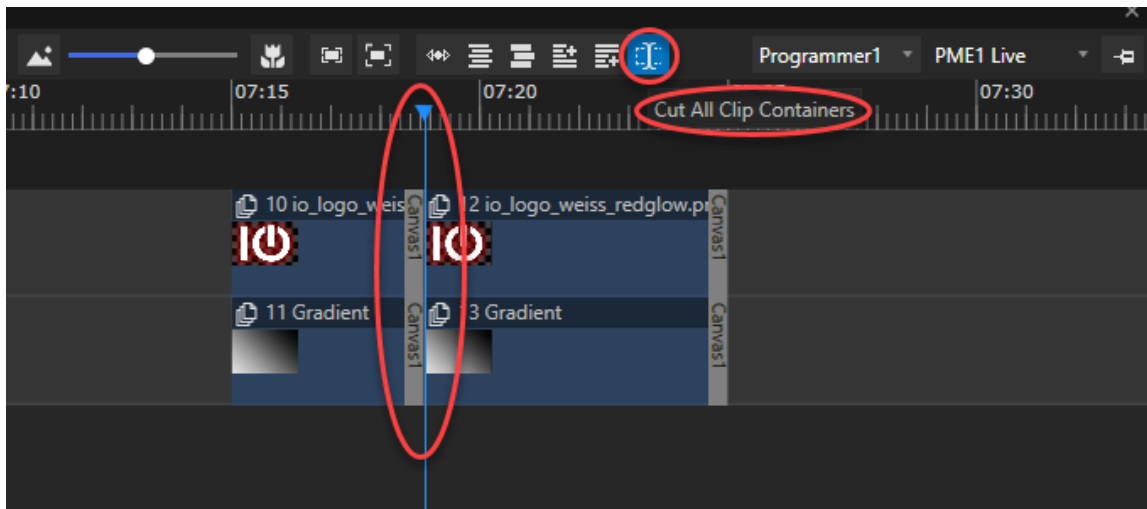 Programmer1 PME1 Live
:10 07:15 07:20 07:30
Cut All Clip Containers
10 io_logo_weis Canvas1 12 io_logo_weiss_redglow.pr Canvas1
11 Gradient Canvas1 13 Gradient Canvas1